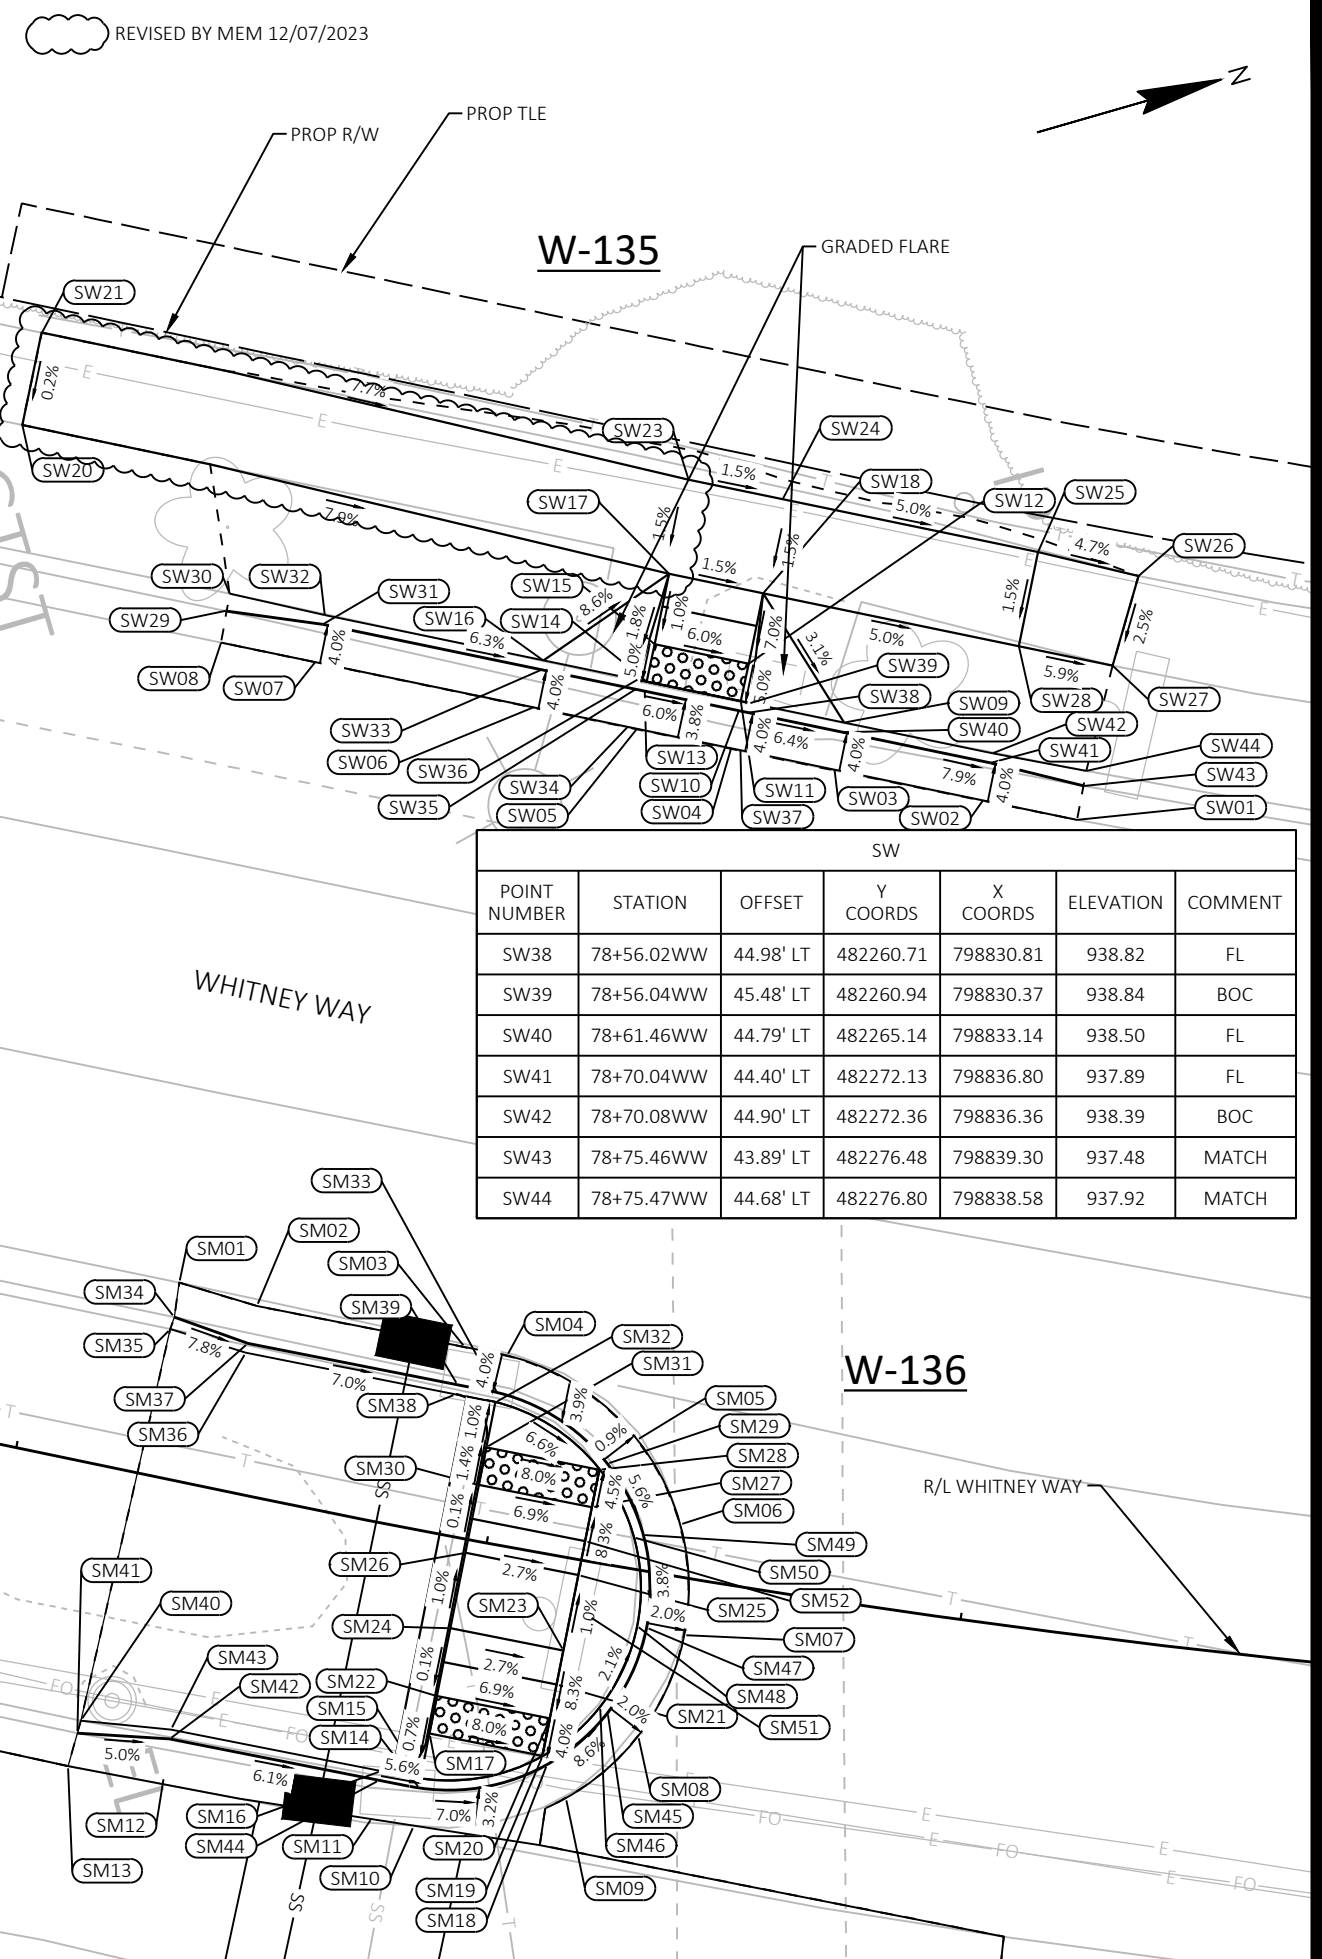 REVISED BY MEM 12/07/2023
N
PROP TLE
PROP R/W
W-135
GRADED FLARE
SW21
0.2%
E
7.7%
E
T
SW23
SW24
SW20
E
1.5%
T
SW18
SW12
SW25
SW17
5.0%
7.9%
1.5%
1.5%
4.7%
SW26
E
T
SW30
SW32
SW15
1.5%
SW31
8.6%
1.0%
E
SW29
SW16
SW14
1.8%
2.5%
6.3%
6.0%
7.0%
5.0%
4.0%
3.1%
5.0%
SW39
5.9%
SW08
SW07
4.0%
5.0%
SW38
SW09
SW28
SW27
6.0%
3.8%
4.0%
6.4%
SW40
SW42
SW33
SW41
SW44
SW06
SW36
SW13
4.0%
7.9%
4.0%
SW43
SW34
SW10
SW11
SW03
SW35
SW05
SW04
SW37
SW02
SW01
CTST
SW
POINT NUMBER STATION OFFSET Y COORDS X COORDS ELEVATION COMMENT
SW38 78+56.02WW 44.98' LT 482260.71 798830.81 938.82 FL
SW39 78+56.04WW 45.48' LT 482260.94 798830.37 938.84 BOC
SW40 78+61.46WW 44.79' LT 482265.14 798833.14 938.50 FL
SW41 78+70.04WW 44.40' LT 482272.13 798836.80 937.89 FL
SW42 78+70.08WW 44.90' LT 482272.36 798836.36 938.39 BOC
SW43 78+75.46WW 43.89' LT 482276.48 798839.30 937.48 MATCH
SW44 78+75.47WW 44.68' LT 482276.80 798838.58 937.92 MATCH
WHITNEY WAY
SM33
SM02
SM01
SM03
SM34
SM39
SM04
SM32
SM35
7.8%
4.0%
SM31
W-136
7.0%
SM37
SM38
3.9%
SM05
T
SM36
1.0%
6.6%
0.9%
SM29
T
SM30
1.4%
8.0%
SM28
SS
4.5%
5.6%
SM27
R/L WHITNEY WAY
0.1%
T
6.9%
SM06
8.3%
T
SM49
SM26
2.7%
SM50
SM41
1.0%
3.8%
SM52
T
SM40
SM23
1.0%
2.0%
SM25
SM24
SM07
T
SM43
0.1%
2.7%
2.1%
SM47
SM22
6.9%
8.3%
SM48
FO
E
SM42
SM15
2.0%
SM21
SM51
E
FO
SM14
0.7%
8.0%
4.0%
5.0%
5.6%
SM17
8.6%
6.1%
SM08
EL
SM16
7.0%
3.2%
SM45
E
FO
SM12
SM44
SM11
SM20
SM46
E
E
FO
SM13
SM10
SM19
SM09
FO
SS
SS
SM18
T